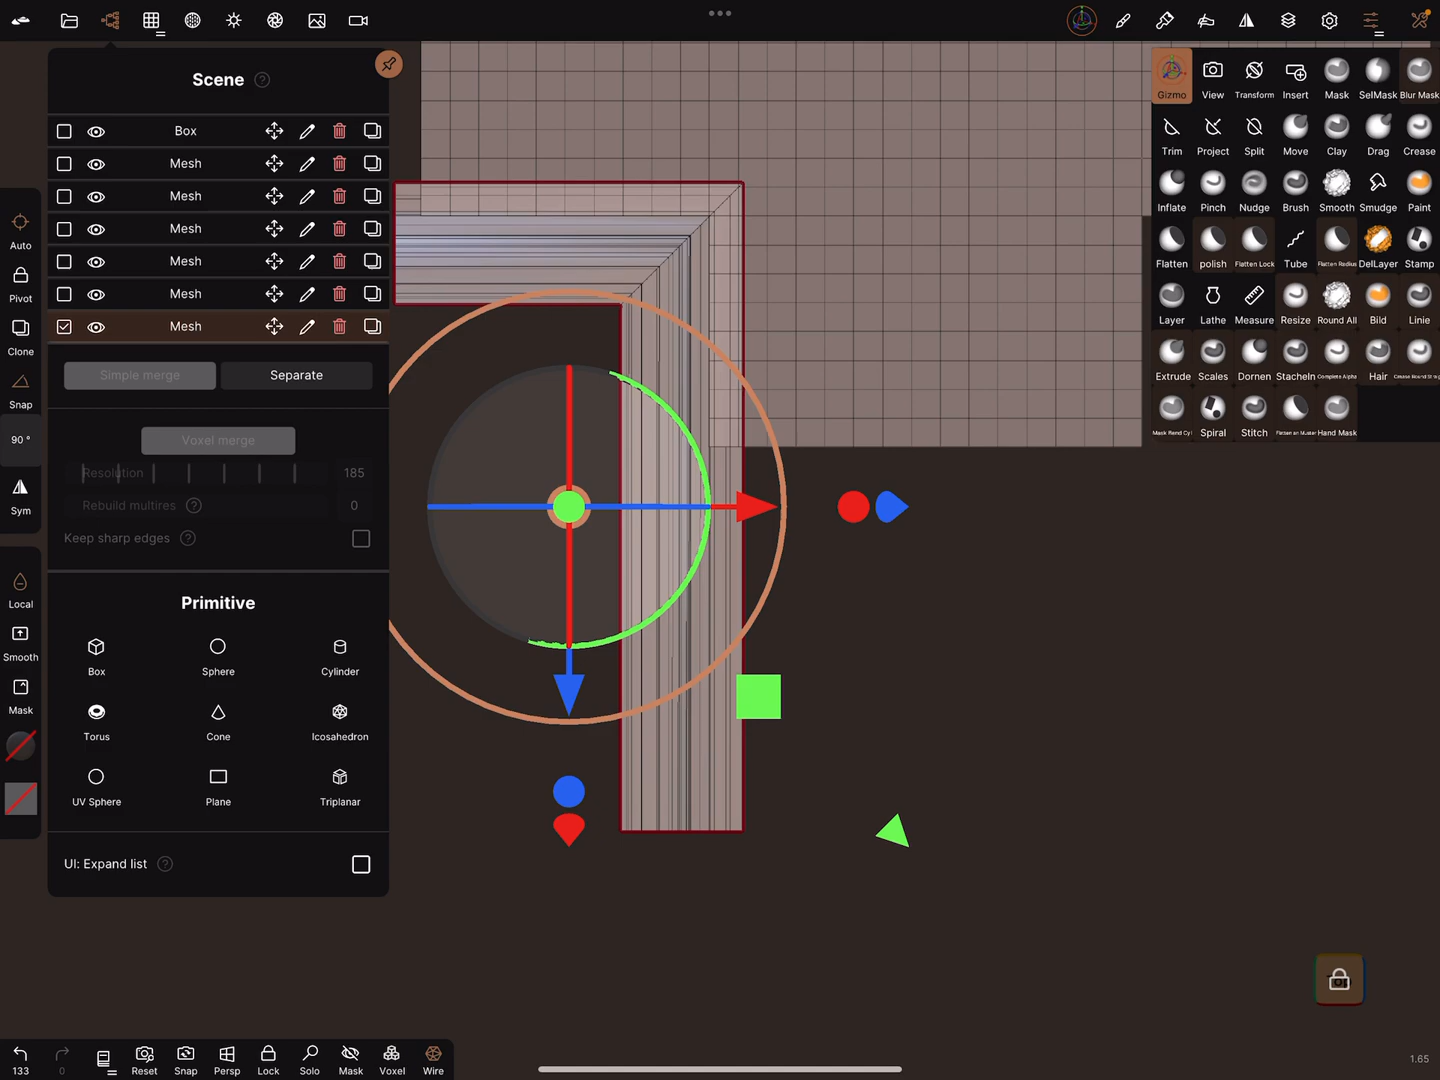 Scene
Box
Mesh
Mesh
Mesh
Mesh
Mesh
Mesh
Simple merge
Separate
Voxel merge
Resolution 185
Rebuild multires 0
Keep sharp edges
Primitive
Box Sphere Cylinder
Torus Cone Icosahedron
UV Sphere Plane Triplanar
UI: Expand list
Auto
Pivot
Clone
Snap
90 °
Sym
Local
Smooth
Mask
Gizmo View Transform Insert Mask SelMask Blur Mask
Trim Project Split Move Clay Drag Crease
Inflate Pinch Nudge Brush Smooth Smudge Paint
Flatten polish Flatten Lock Tube Flatten Radius DelLayer Stamp
Layer Lathe Measure Resize Round All Bild Linie
Extrude Scales Dornen Stacheln Complete Alpha Hair
Spiral Stitch Hand Mask
133 0 Reset Snap Persp Lock Solo Mask Voxel Wire
1.65